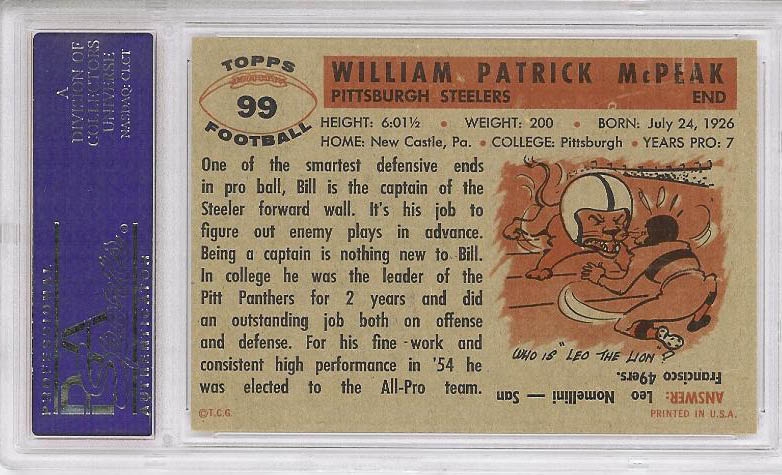 TOPPS
99
FOOTBALL
WILLIAM PATRICK McPEAK
PITTSBURGH STEELERS END
HEIGHT: 6:01½ • WEIGHT: 200 • BORN: July 24, 1926
HOME: New Castle, Pa. • COLLEGE: Pittsburgh • YEARS PRO: 7
One of the smartest defensive ends
in pro ball, Bill is the captain of the
Steeler forward wall. It's his job to
figure out enemy plays in advance.
Being a captain is nothing new to Bill.
In college he was the leader of the
Pitt Panthers for 2 years and did
an outstanding job both on offense
and defense. For his fine work and
consistent high performance in '54 he
was elected to the All-Pro team.
©T.C.G.
WHO IS "LEO THE LION"?
ANSWER: Leo Nomellini — San
Francisco 49ers.
PRINTED IN U.S.A.
A
DIVISION OF
COLLECTORS
UNIVERSE
NASDAQ: CLCT
PROFESSIONAL
PSA
Sports
AUTHENTICATOR